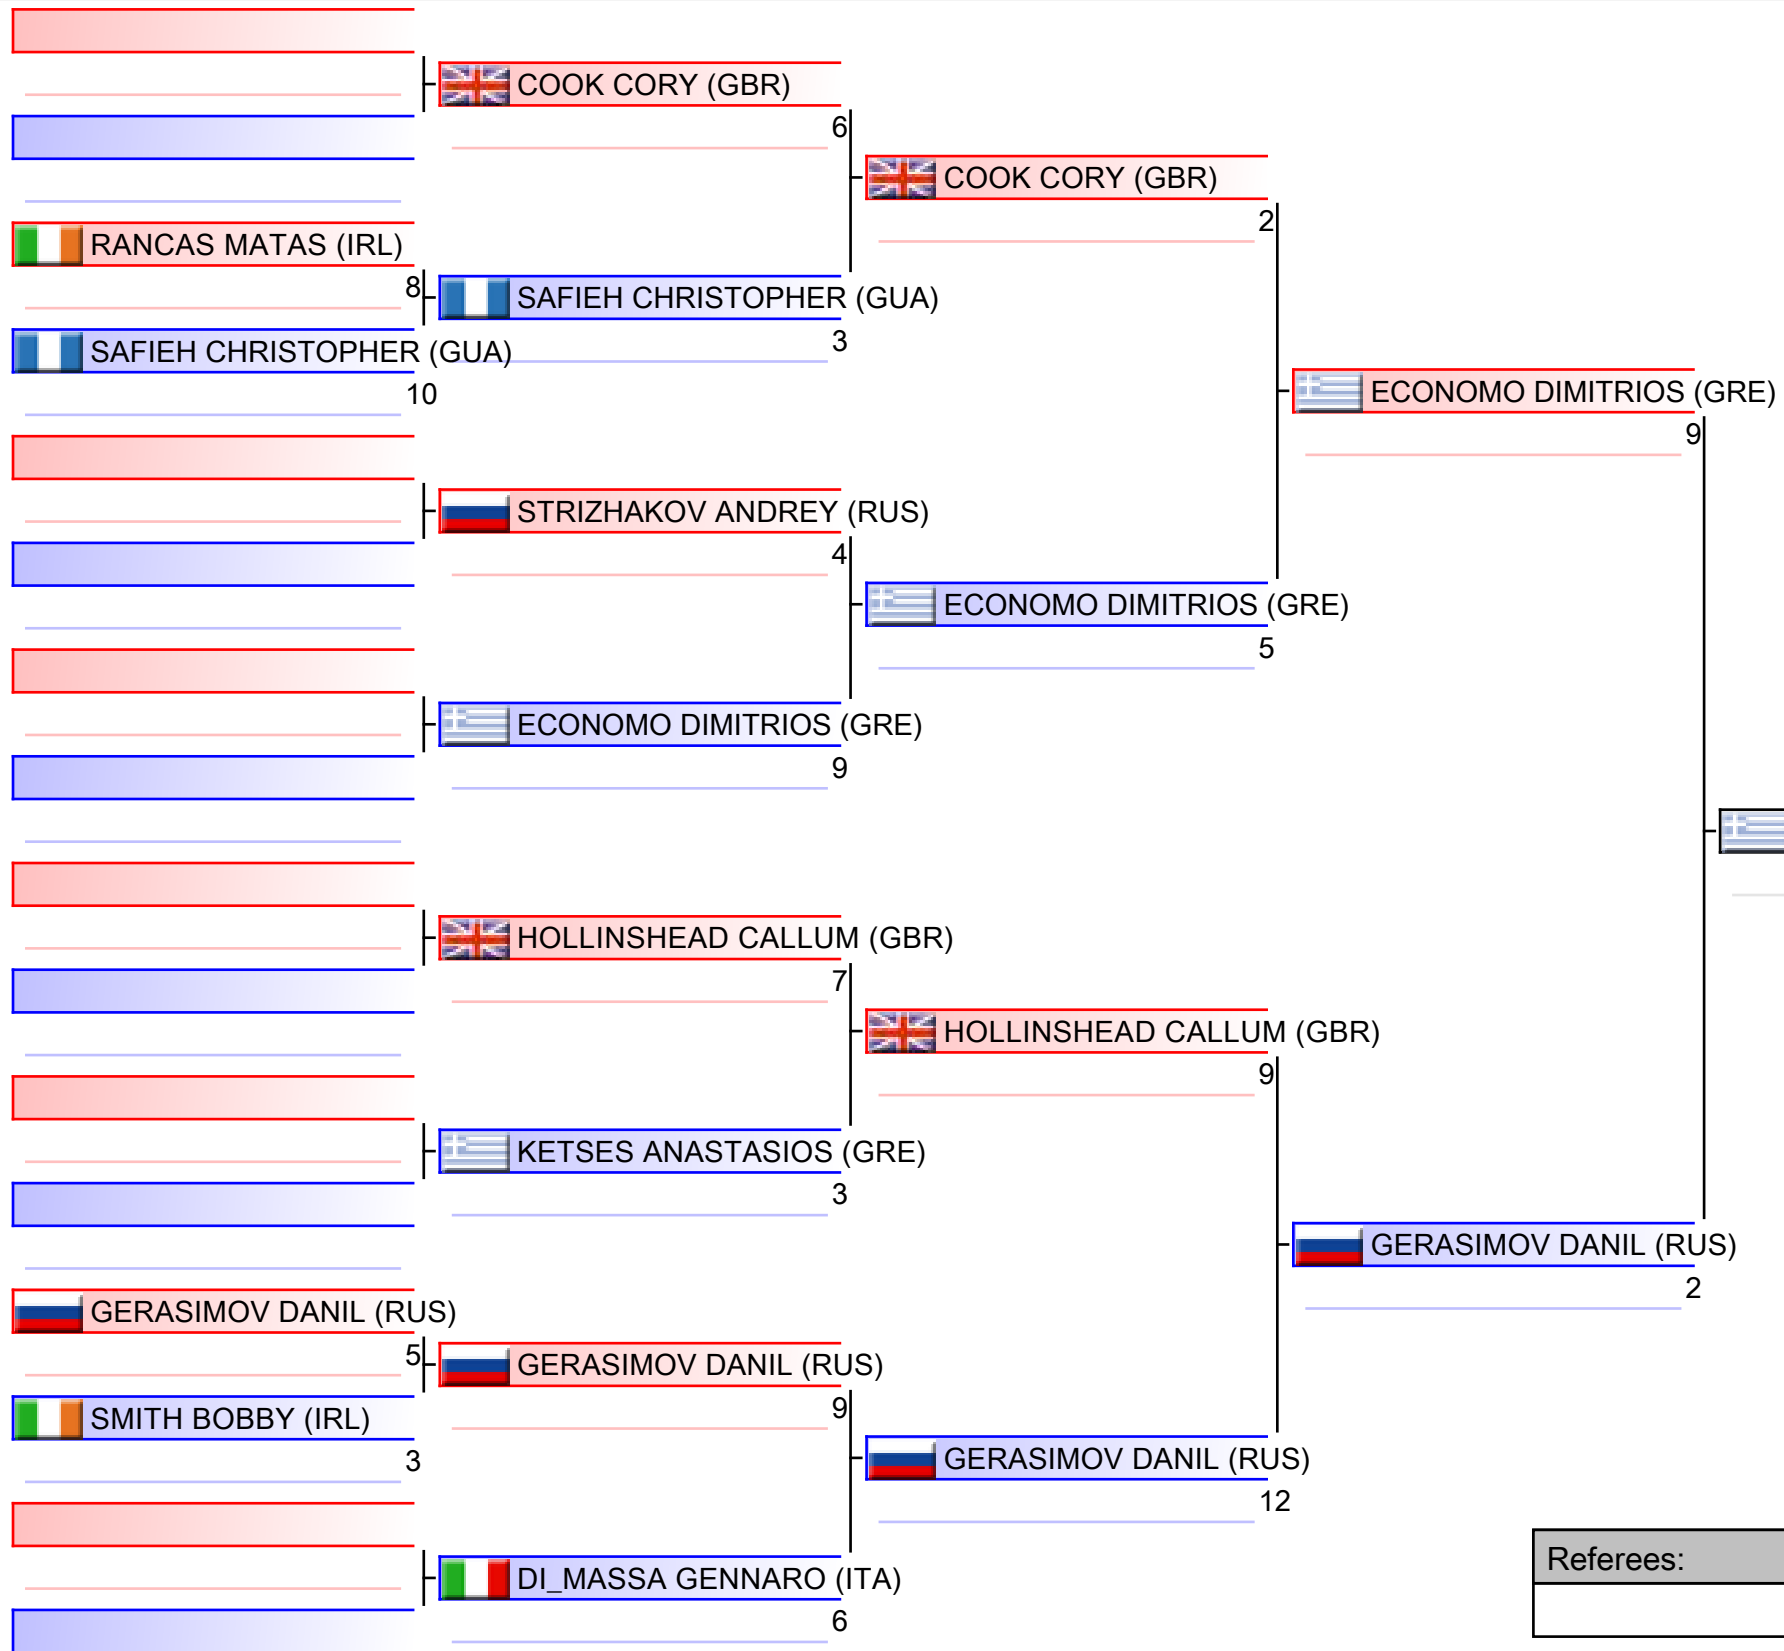 COOK CORY (GBR)
6
COOK CORY (GBR)
2
RANCAS MATAS (IRL)
8
SAFIEH CHRISTOPHER (GUA)
3
SAFIEH CHRISTOPHER (GUA)
10
ECONOMO DIMITRIOS (GRE)
9
STRIZHAKOV ANDREY (RUS)
4
ECONOMO DIMITRIOS (GRE)
5
ECONOMO DIMITRIOS (GRE)
9
HOLLINSHEAD CALLUM (GBR)
7
HOLLINSHEAD CALLUM (GBR)
9
KETSES ANASTASIOS (GRE)
3
GERASIMOV DANIL (RUS)
2
GERASIMOV DANIL (RUS)
5
GERASIMOV DANIL (RUS)
9
SMITH BOBBY (IRL)
3
GERASIMOV DANIL (RUS)
12
DI_MASSA GENNARO (ITA)
6
Referees: